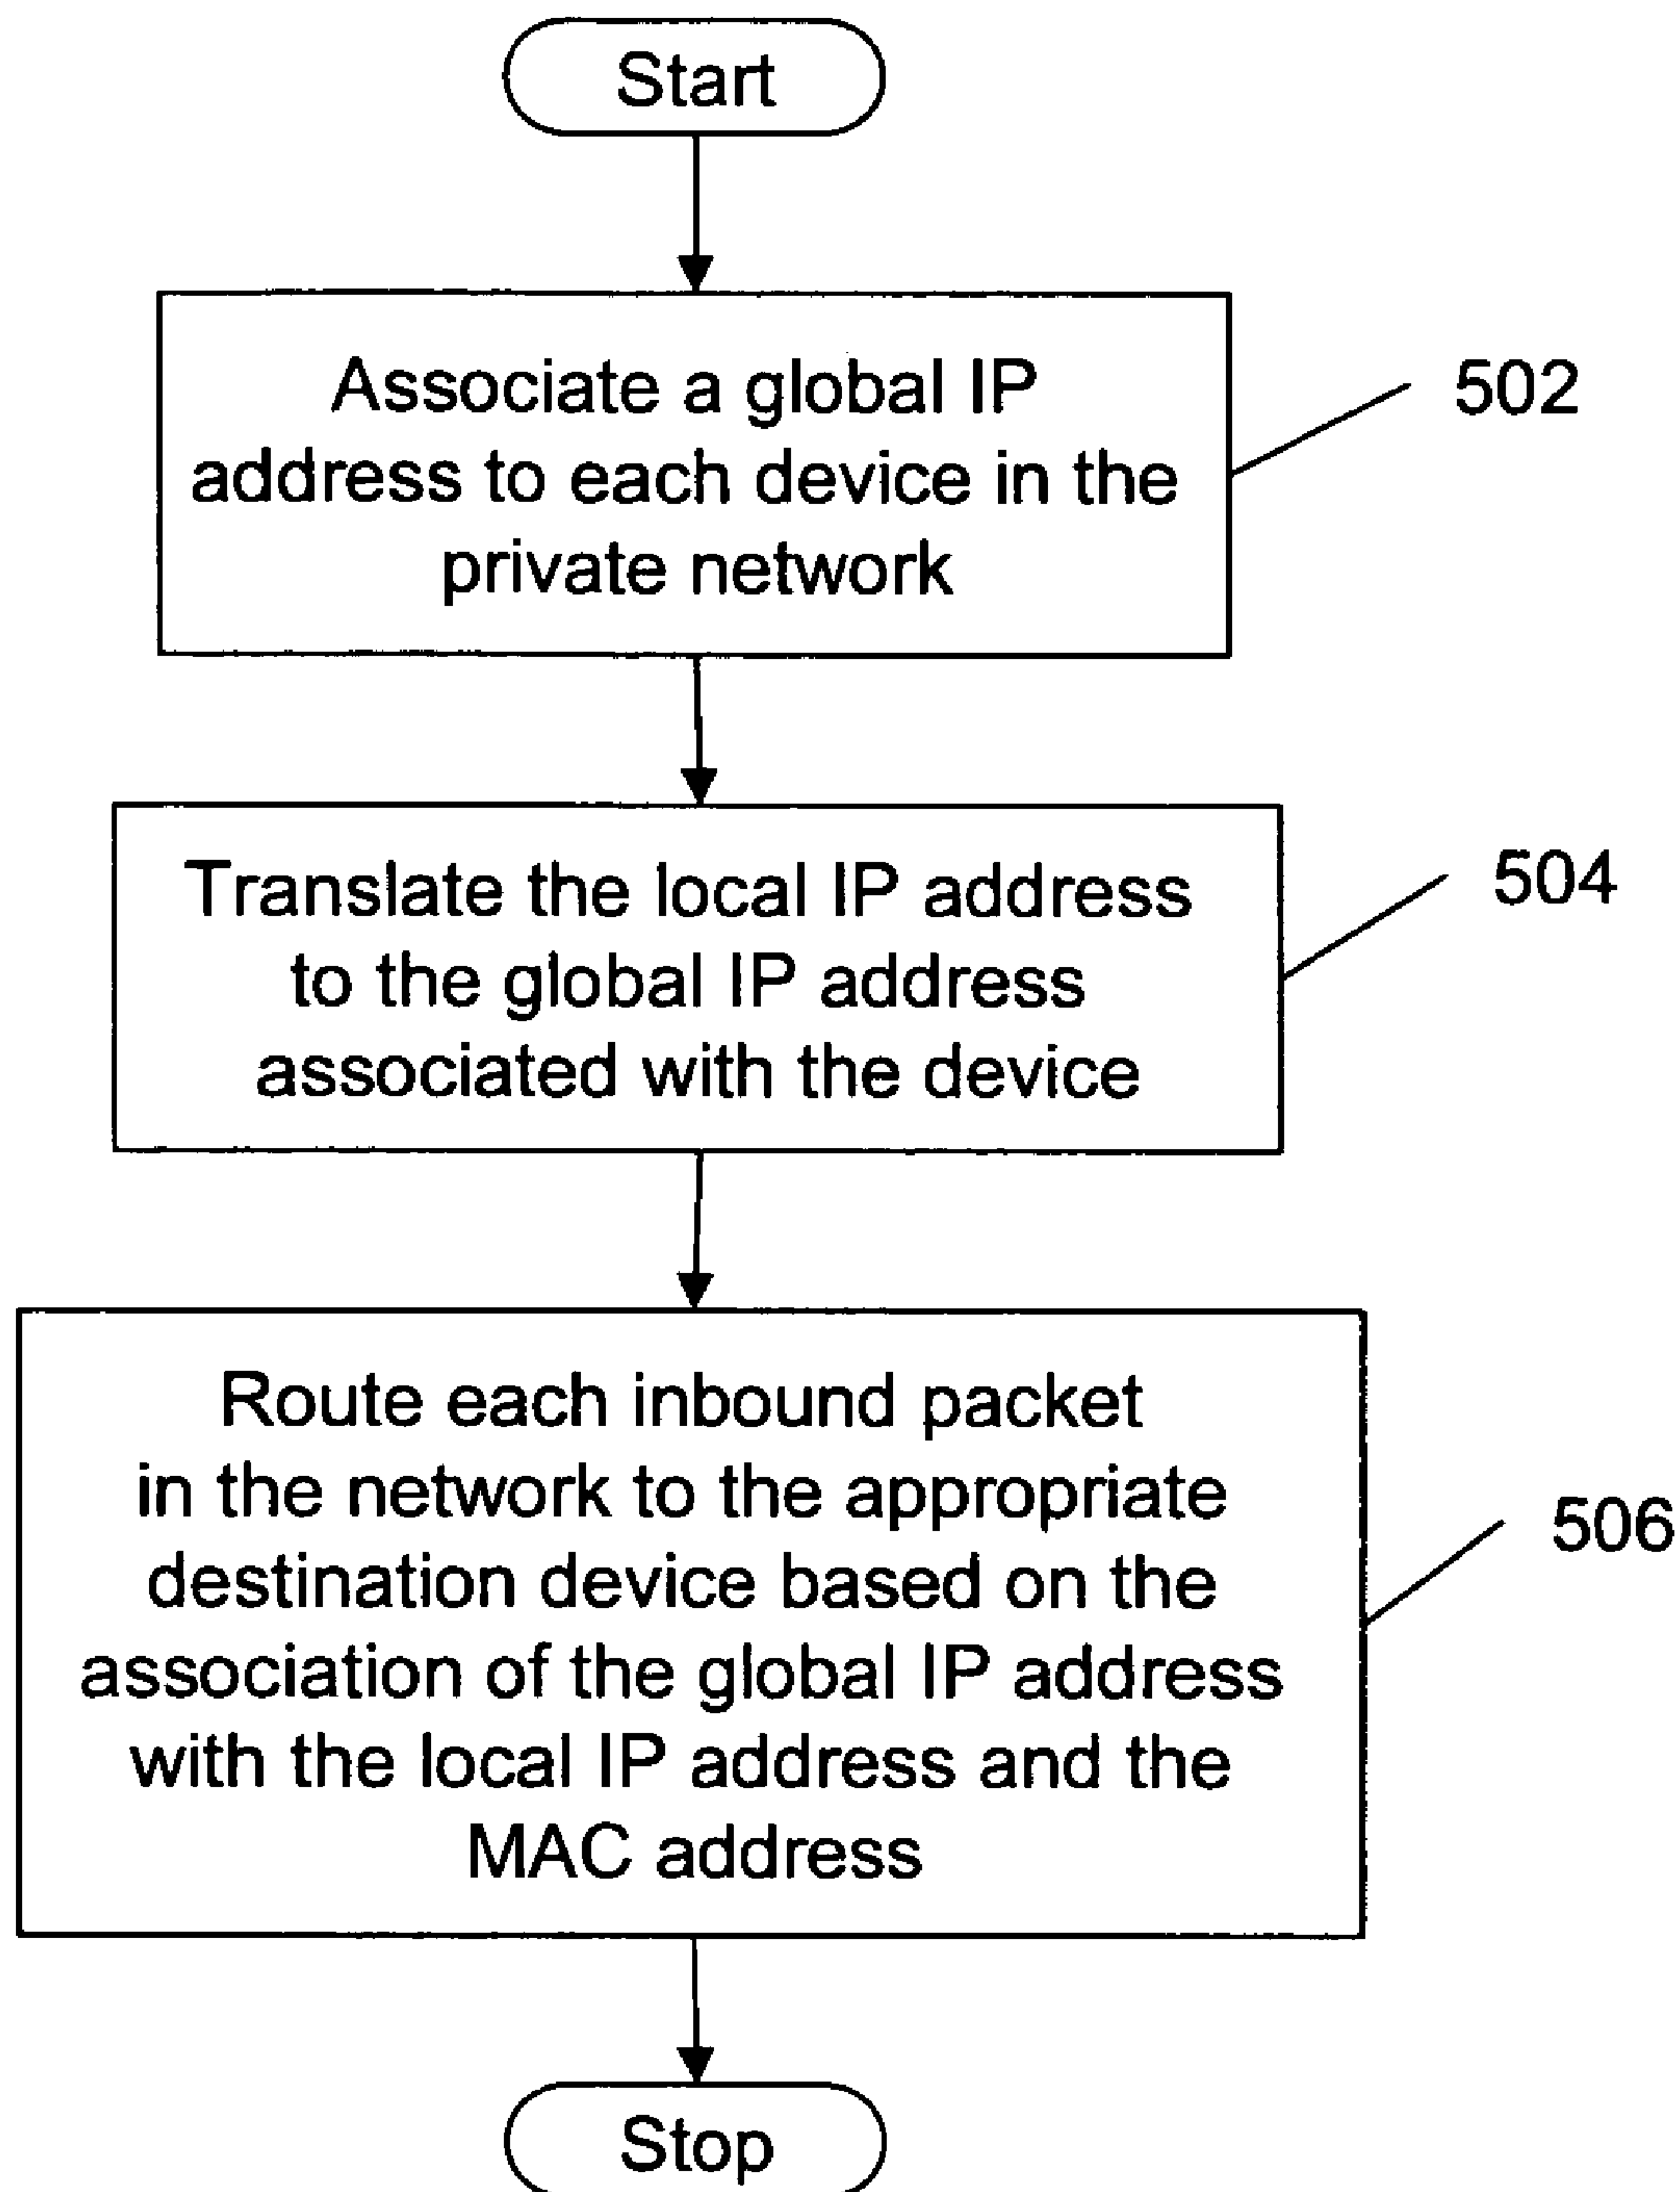 Start
Associate a global IP
address to each device in the
private network
502
Translate the local IP address
to the global IP address
associated with the device
504
Route each inbound packet
in the network to the appropriate
destination device based on the
association of the global IP address
with the local IP address and the
MAC address
506
Stop